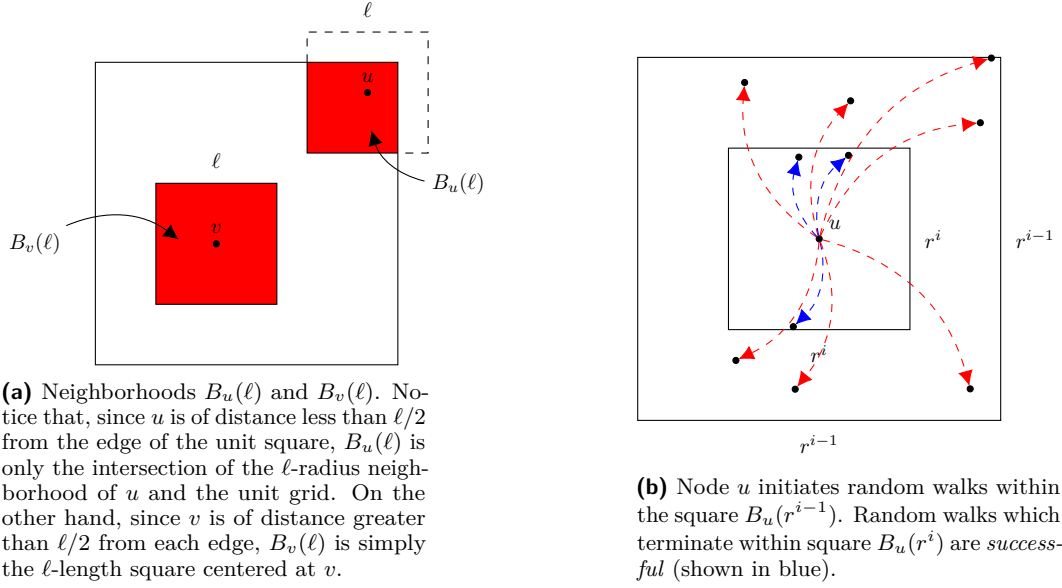 ℓ
u
B_u(ℓ)
ℓ
v
B_v(ℓ)
(a) Neighborhoods B_u(ℓ) and B_v(ℓ). No-
tice that, since u is of distance less than ℓ/2
from the edge of the unit square, B_u(ℓ) is
only the intersection of the ℓ-radius neigh-
borhood of u and the unit grid. On the
other hand, since v is of distance greater
than ℓ/2 from each edge, B_v(ℓ) is simply
the ℓ-length square centered at v.
u
r^i
r^{i−1}
r^i
r^{i−1}
(b) Node u initiates random walks within
the square B_u(r^{i−1}). Random walks which
terminate within square B_u(r^i) are success-
ful (shown in blue).